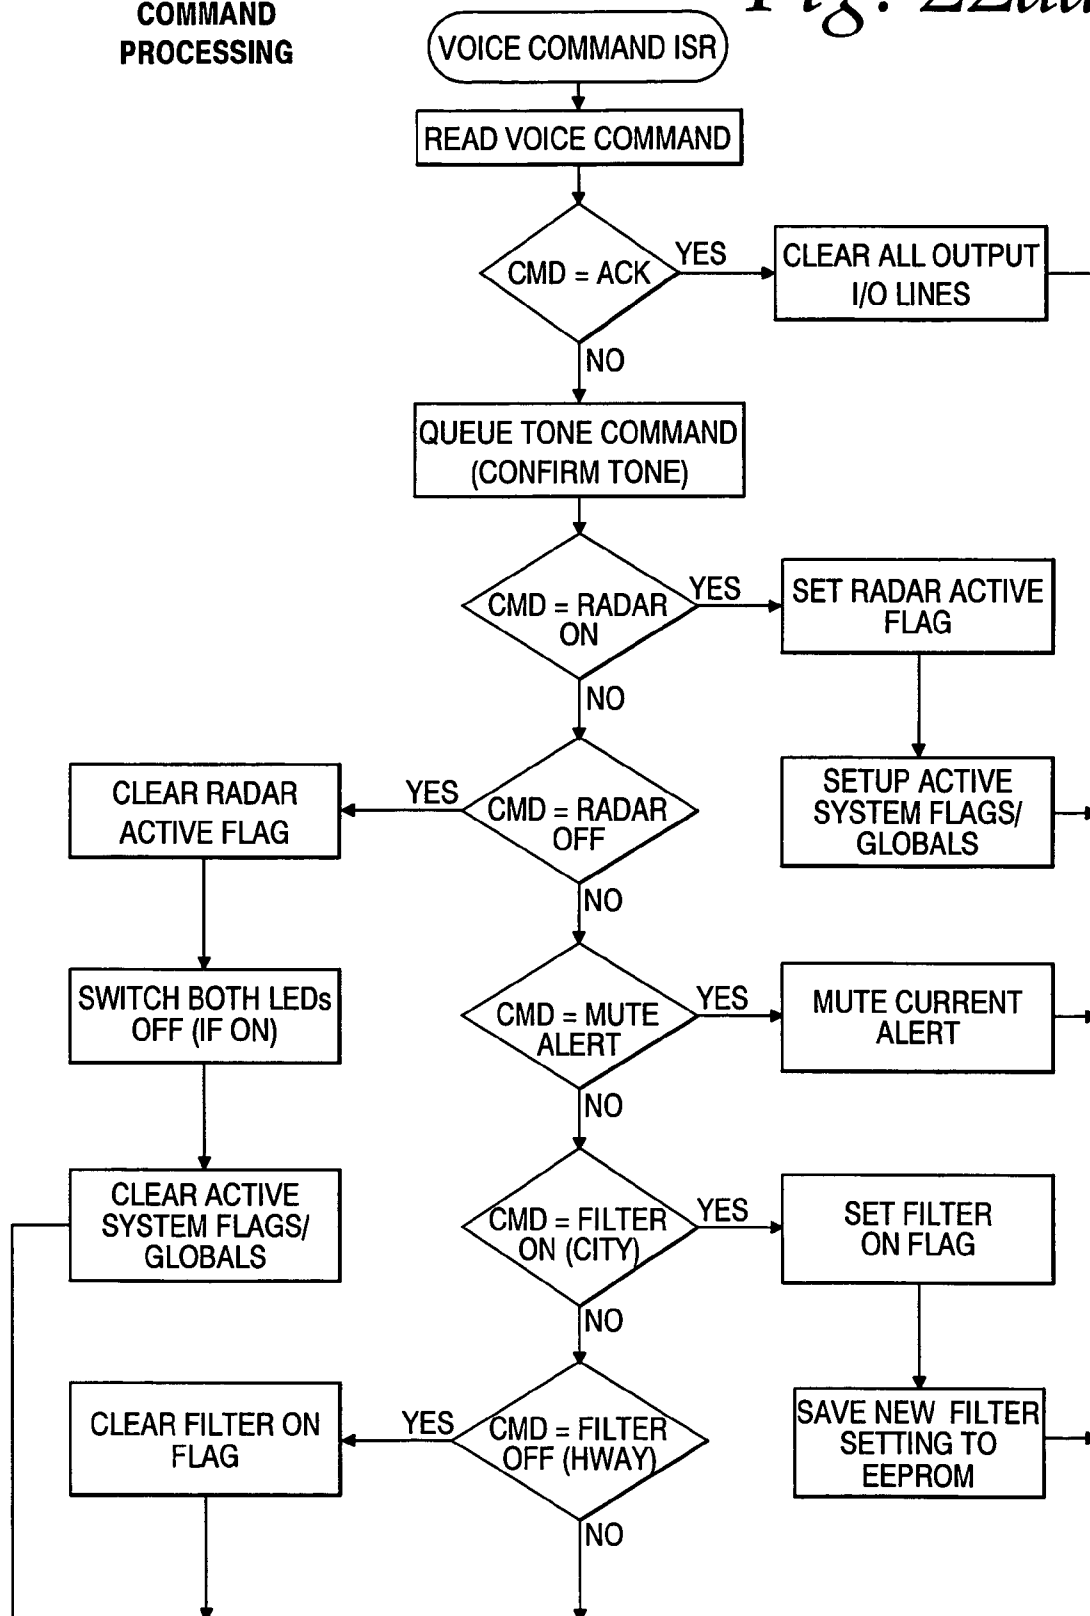 COMMAND
PROCESSING
Fig.
VOICE COMMAND ISR
READ VOICE COMMAND
CMD = ACK
YES
CLEAR ALL OUTPUT
I/O LINES
NO
QUEUE TONE COMMAND
(CONFIRM TONE)
CMD = RADAR
ON
YES
SET RADAR ACTIVE
FLAG
NO
SETUP ACTIVE
SYSTEM FLAGS/
GLOBALS
CMD = RADAR
OFF
YES
CLEAR RADAR
ACTIVE FLAG
NO
SWITCH BOTH LEDs
OFF (IF ON)
CMD = MUTE
ALERT
YES
MUTE CURRENT
ALERT
NO
CLEAR ACTIVE
SYSTEM FLAGS/
GLOBALS
CMD = FILTER
ON (CITY)
YES
SET FILTER
ON FLAG
NO
CMD = FILTER
OFF (HWAY)
YES
CLEAR FILTER ON
FLAG
SAVE NEW FILTER
SETTING TO
EEPROM
NO